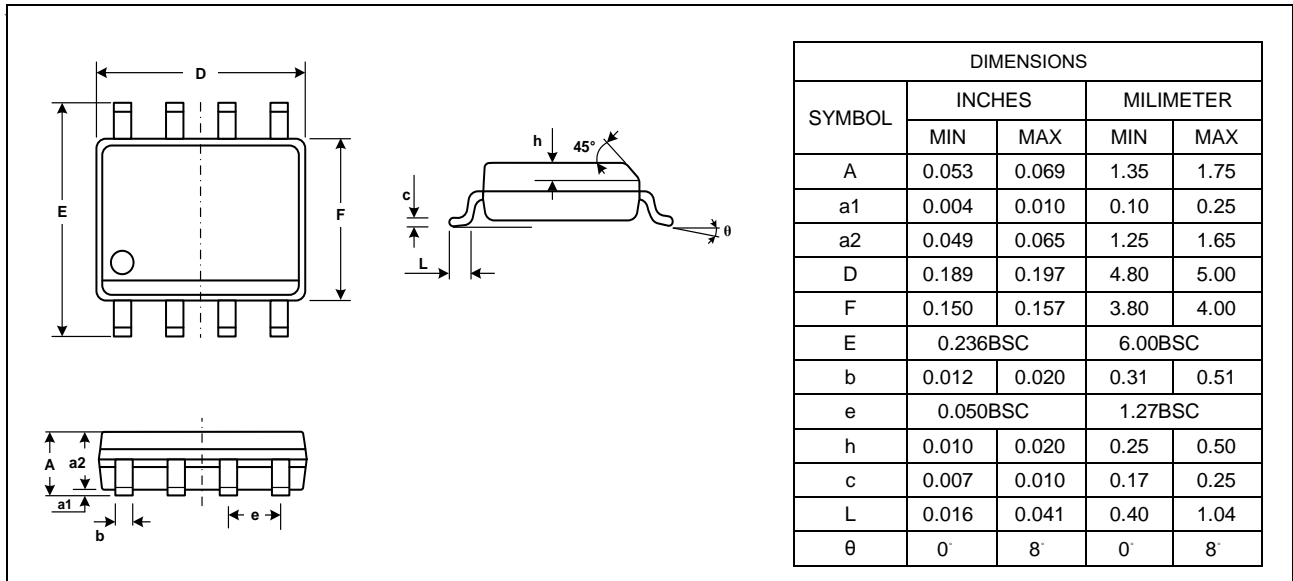 D
E
F
h
45°
c
L
θ
A
a2
a1
b
e
DIMENSIONS
SYMBOL INCHES MILIMETER
MIN MAX MIN MAX
A 0.053 0.069 1.35 1.75
a1 0.004 0.010 0.10 0.25
a2 0.049 0.065 1.25 1.65
D 0.189 0.197 4.80 5.00
F 0.150 0.157 3.80 4.00
E 0.236BSC 6.00BSC
b 0.012 0.020 0.31 0.51
e 0.050BSC 1.27BSC
h 0.010 0.020 0.25 0.50
c 0.007 0.010 0.17 0.25
L 0.016 0.041 0.40 1.04
θ 0° 8° 0° 8°